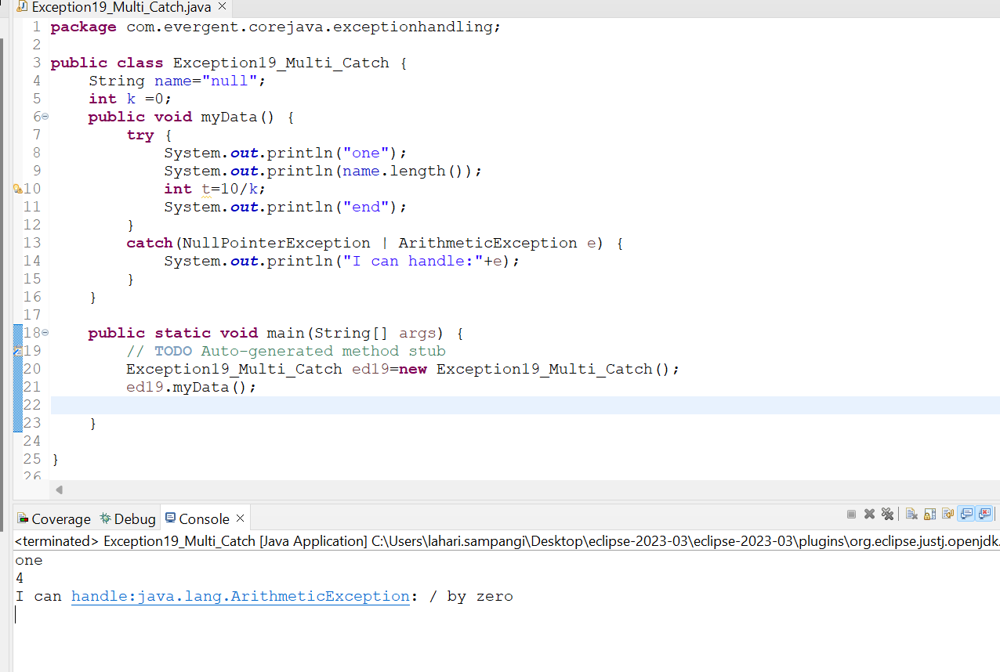 Exception19_Multi_Catch.java
1 package com.evergent.corejava.exceptionhandling;
2
3 public class Exception19_Multi_Catch {
4     String name="null";
5     int k =0;
6     public void myData() {
7         try {
8             System.out.println("one");
9             System.out.println(name.length());
10             int t=10/k;
11             System.out.println("end");
12         }
13         catch(NullPointerException | ArithmeticException e) {
14             System.out.println("I can handle:"+e);
15         }
16     }
17
18     public static void main(String[] args) {
19         // TODO Auto-generated method stub
20         Exception19_Multi_Catch ed19=new Exception19_Multi_Catch();
21         ed19.myData();
22
23     }
24
25 }
26
Coverage Debug Console
<terminated> Exception19_Multi_Catch [Java Application] C:\Users\lahari.sampangi\Desktop\eclipse-2023-03\eclipse-2023-03\plugins\org.eclipse.justj.openjdk.
one
4
I can handle:java.lang.ArithmeticException: / by zero